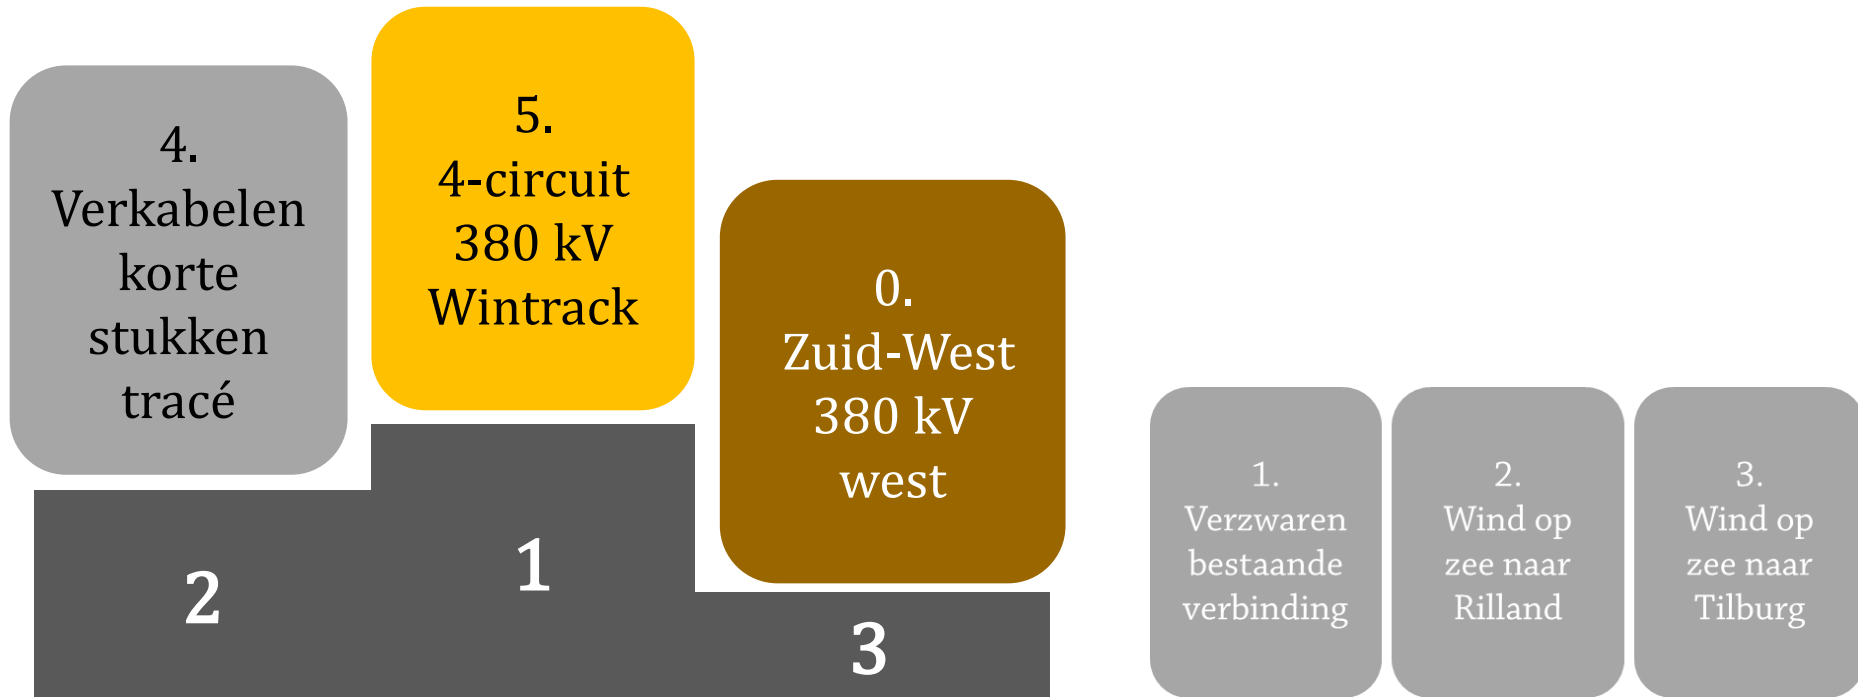 4.
Verkabelen
korte
stukken
tracé
5.
4-circuit
380 kV
Wintrack
0.
Zuid-West
380 kV
west
2
1
3
1.
Verzwaren
bestaande
verbinding
2.
Wind op
zee naar
Rilland
3.
Wind op
zee naar
Tilburg